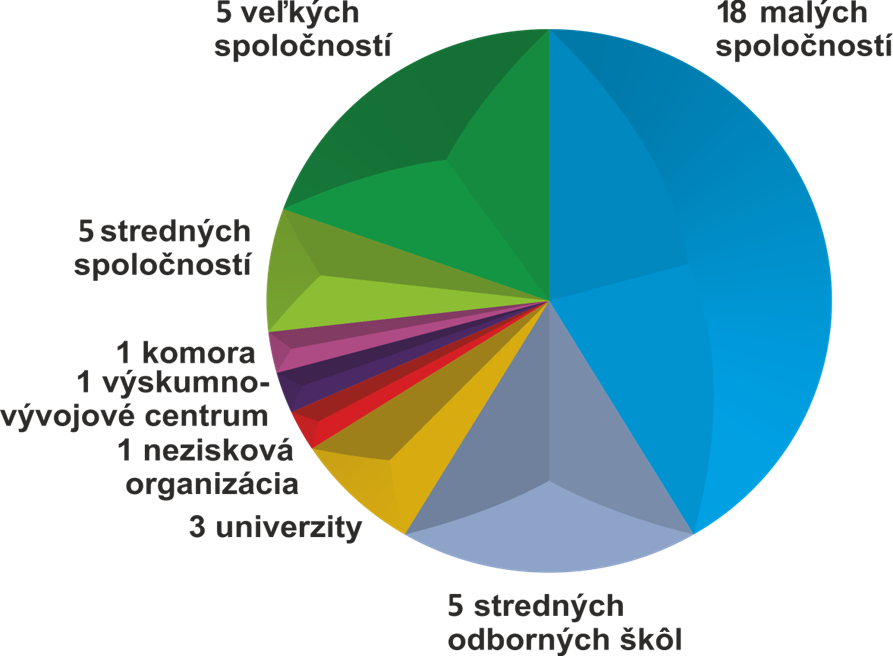 5 veľkých
spoločností
18 malých
spoločností
5 stredných
spoločností
1 komora
1 výskumno-
vývojové centrum
1 nezisková
organizácia
3 univerzity
5 stredných
odborných škôl